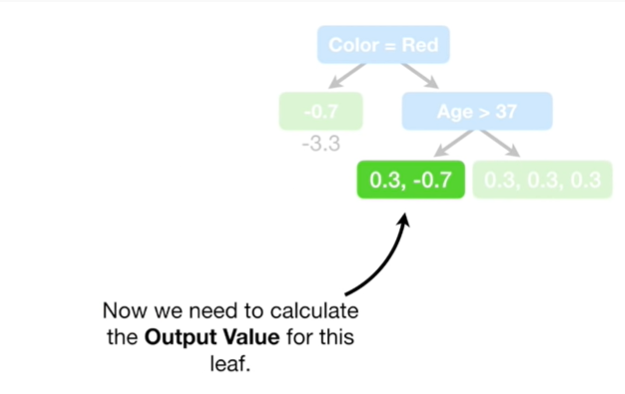 Color = Red
-0.7
Age > 37
-3.3
0.3, -0.7
0.3, 0.3, 0.3
Now we need to calculate
the Output Value for this
leaf.